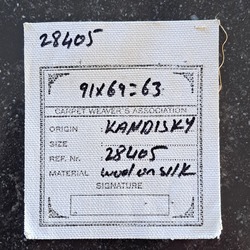 28405
91x69=63
CARPET WEAVER'S ASSOCIATION
ORIGIN : KANDISKY
SIZE :
REF. Nr. : 28405
MATERIAL : wool on silk
SIGNATURE